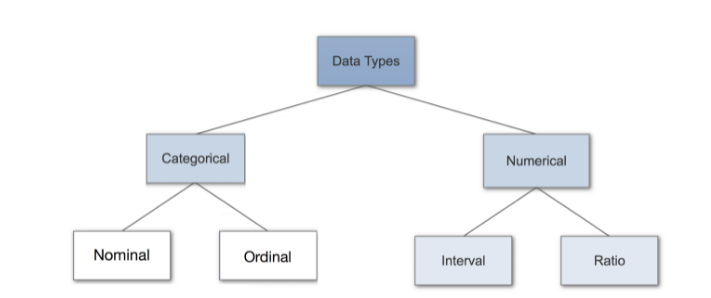 Data Types
Categorical
Numerical
Nominal
Ordinal
Interval
Ratio